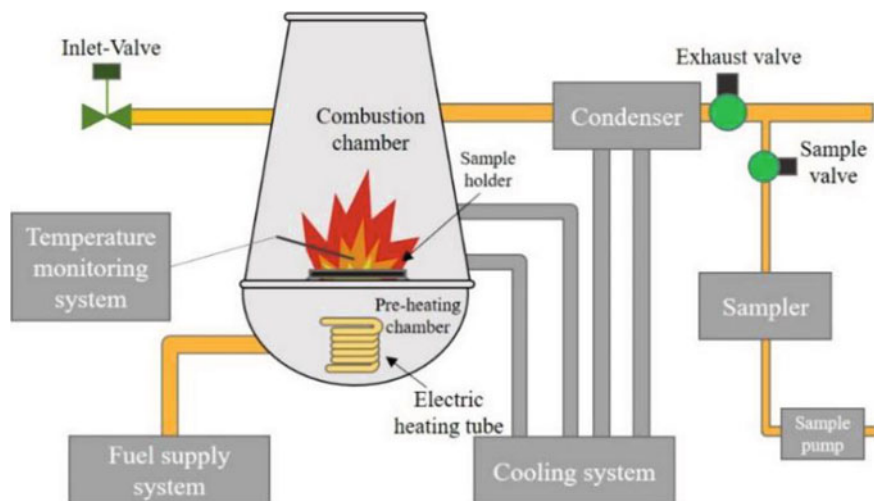 Inlet-Valve
Exhaust valve
Combustion
chamber
Condenser
Sample
holder
Sample
valve
Temperature
monitoring
system
Pre-heating
chamber
Sampler
Electric
heating tube
Sample
pump
Fuel supply
system
Cooling system